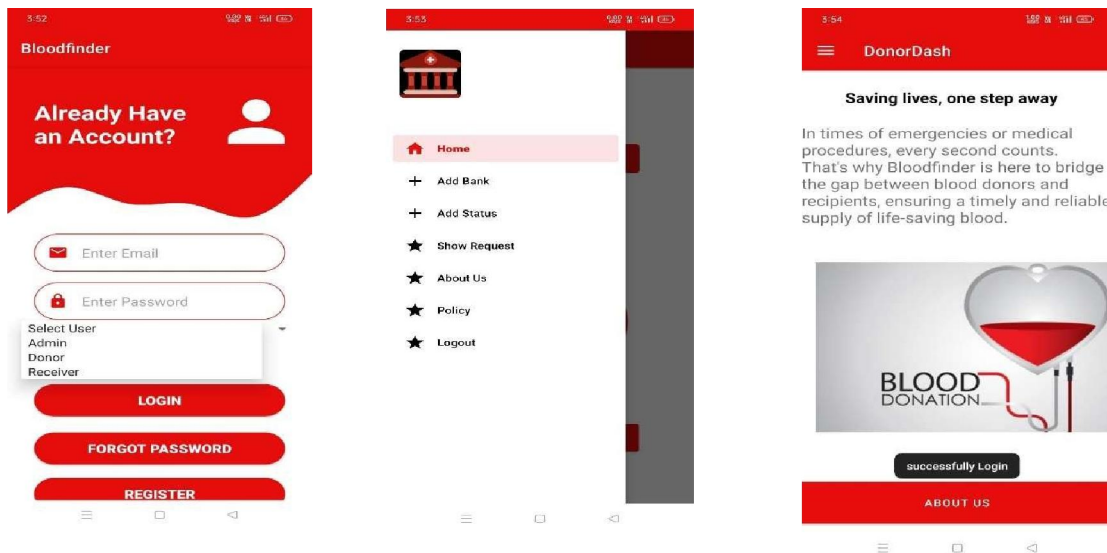 3:52
Bloodfinder
Already Have
an Account?
Enter Email
Enter Password
Select User
Admin
Donor
Receiver
LOGIN
FORGOT PASSWORD
REGISTER
3:53
Home
Add Bank
Add Status
Show Request
About Us
Policy
Logout
3:54
DonorDash
Saving lives, one step away
In times of emergencies or medical
procedures, every second counts.
That's why Bloodfinder is here to bridge
the gap between blood donors and
recipients, ensuring a timely and reliable
supply of life-saving blood.
BLOOD
DONATION
successfully Login
ABOUT US